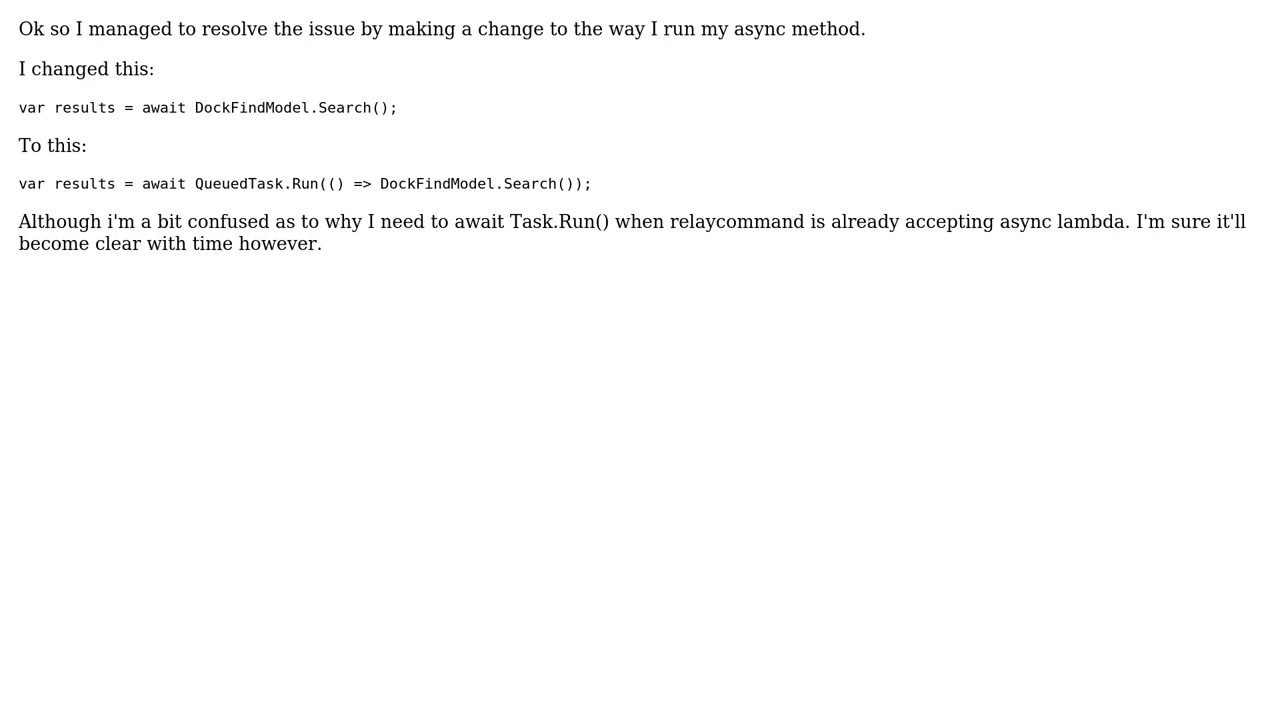 Ok so I managed to resolve the issue by making a change to the way I run my async method.
I changed this:
var results = await DockFindModel.Search();
To this:
var results = await QueuedTask.Run(() => DockFindModel.Search());
Although i'm a bit confused as to why I need to await Task.Run() when relaycommand is already accepting async lambda. I'm sure it'll
become clear with time however.